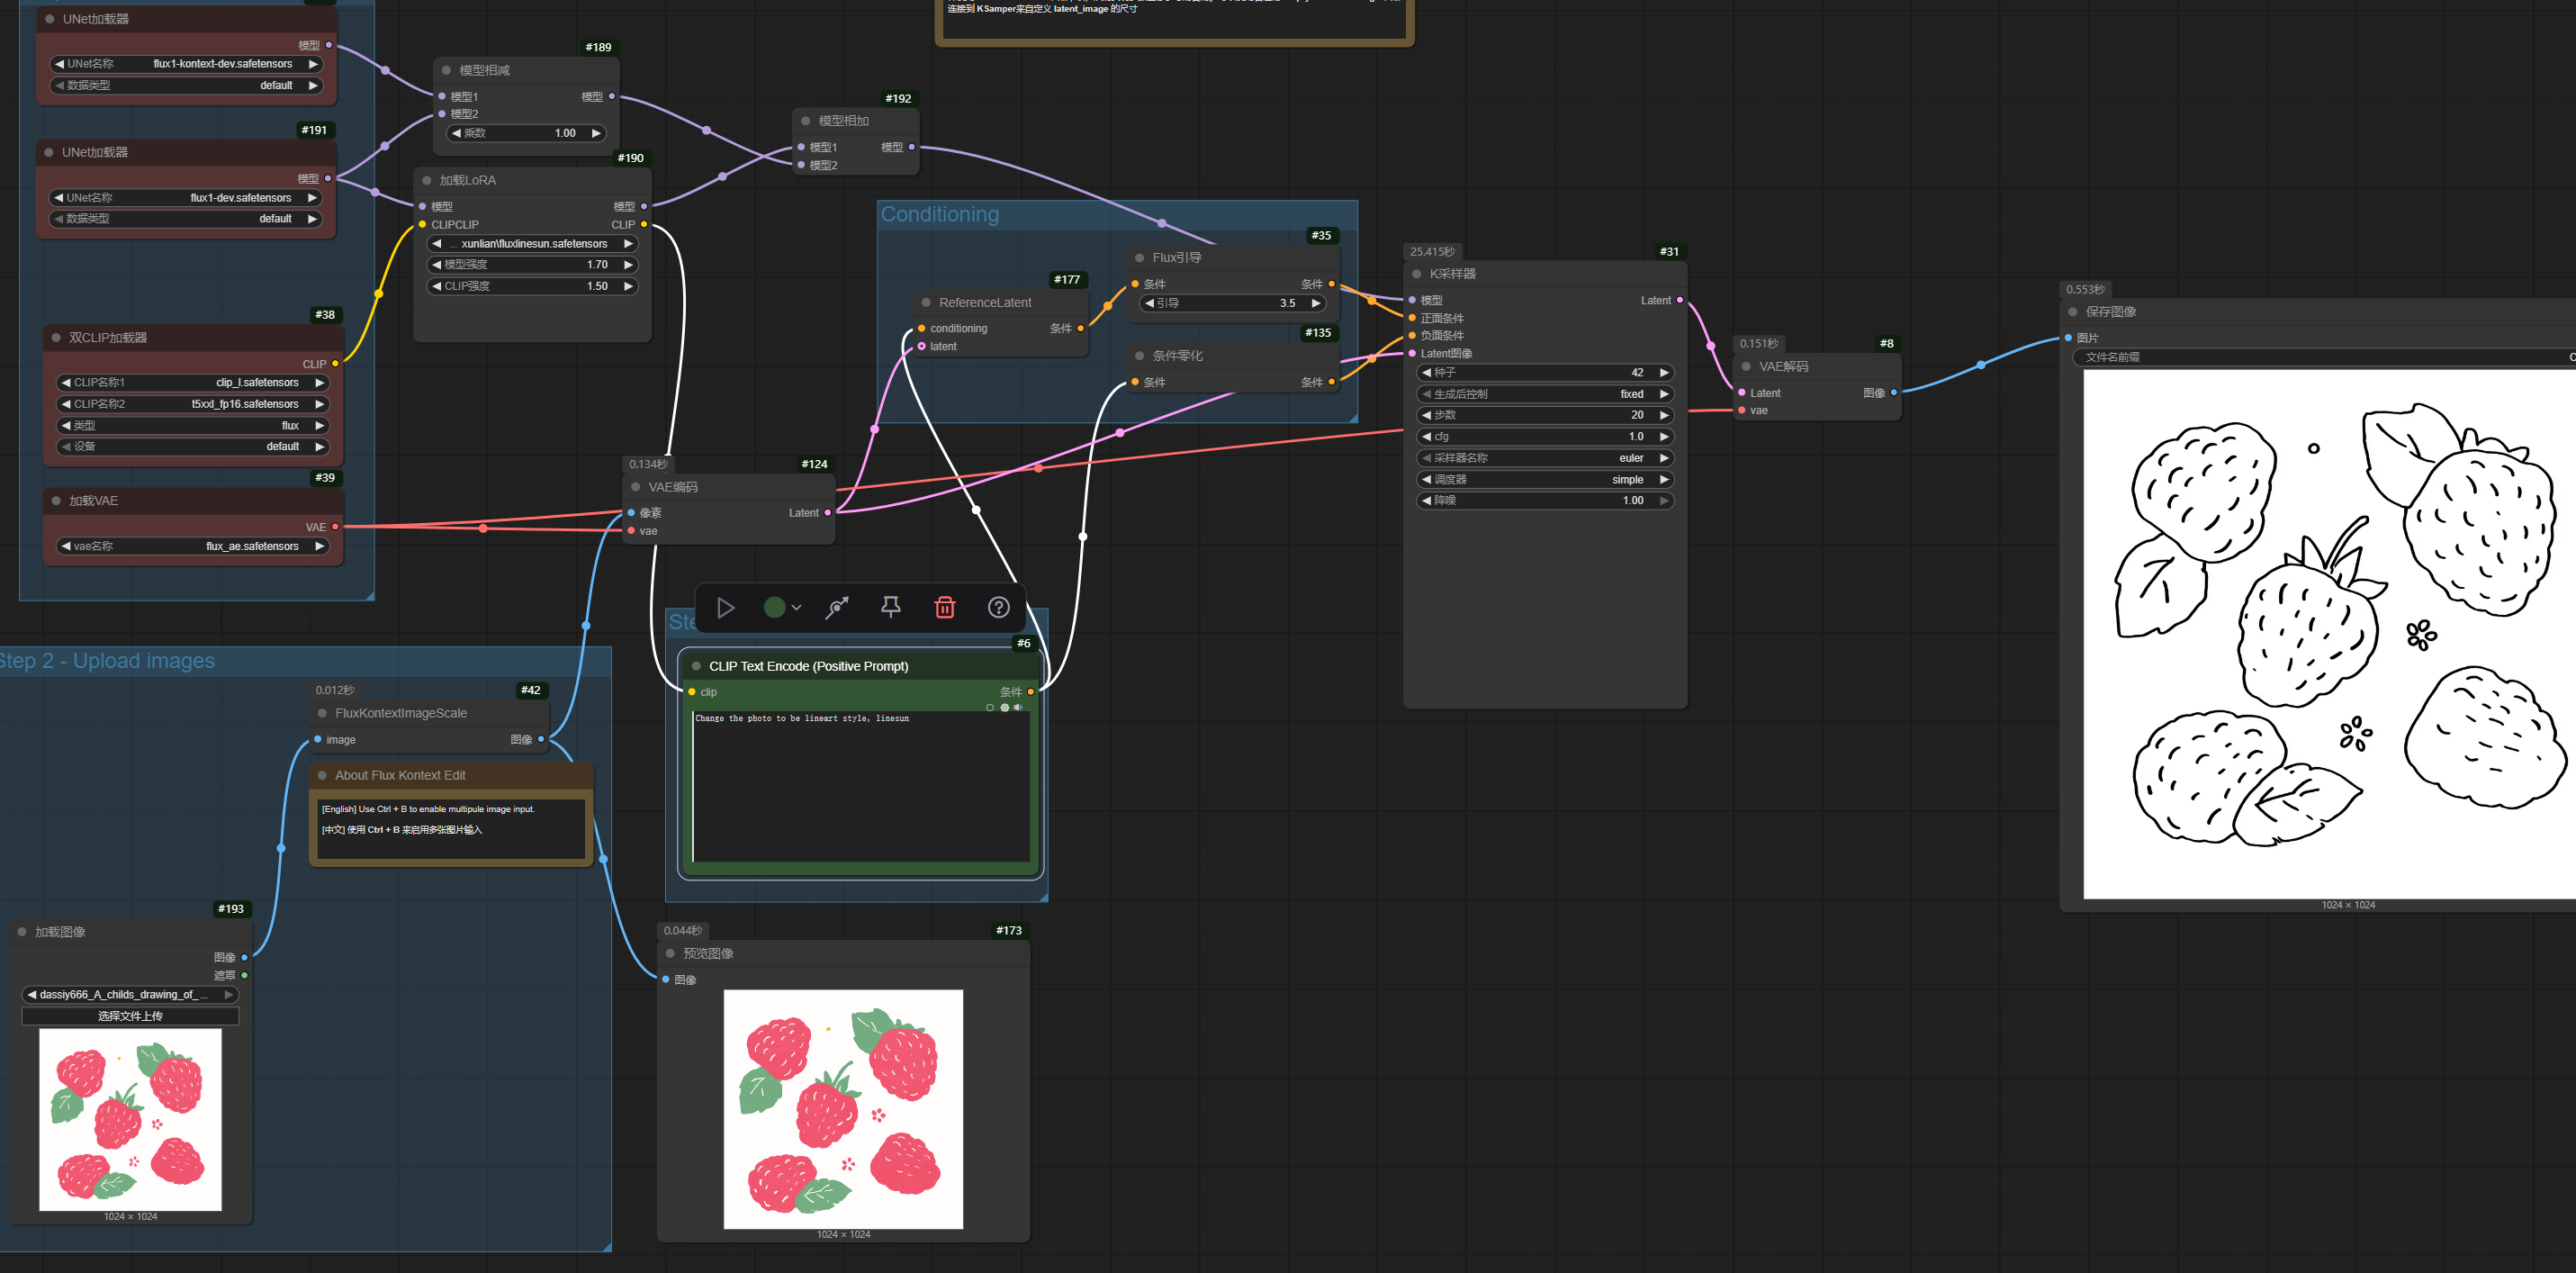 UNet加载器
模型
UNet名称 flux1-kontext-dev.safetensors
数据类型 default
#191
UNet加载器
模型
UNet名称 flux1-dev.safetensors
数据类型 default
#38
双CLIP加载器
CLIP
CLIP名称1 clip_l.safetensors
CLIP名称2 t5xxl_fp16.safetensors
类型 flux
设备 default
#39
加载VAE
VAE
vae名称 flux_ae.safetensors
#189
模型相减
模型1 模型
模型2
乘数 1.00
#190
加载LoRA
模型 模型
CLIPCLIP CLIP
... xunlian\fluxlinesun.safetensors
模型强度 1.70
CLIP强度 1.50
连接到 KSamper来自定义 latent_image 的尺寸
#192
模型相加
模型1 模型
模型2
Conditioning
#177
ReferenceLatent
conditioning 条件
latent
#35
Flux引导
条件 条件
引导 3.5
#135
条件零化
条件 条件
0.134秒 #124
VAE编码
像素 Latent
vae
25.415秒 #31
K采样器
模型 Latent
正面条件
负面条件
Latent图像
种子 42
生成后控制 fixed
步数 20
cfg 1.0
采样器名称 euler
调度器 simple
降噪 1.00
0.151秒 #8
VAE解码
Latent 图像
vae
0.553秒
保存图像
图片
文件名前缀
1024 × 1024
Step 2 - Upload images
0.012秒 #42
FluxKontextImageScale
image 图像
About Flux Kontext Edit
[English] Use Ctrl + B to enable multipule image input.
[中文] 使用 Ctrl + B 来启用多张图片输入
#193
加载图像
图像
遮罩
dassiy666_A_childs_drawing_of_...
选择文件上传
1024 × 1024
Ste
#6
CLIP Text Encode (Positive Prompt)
clip 条件
Change the photo to be lineart style, linesun
0.044秒 #173
预览图像
图像
1024 × 1024